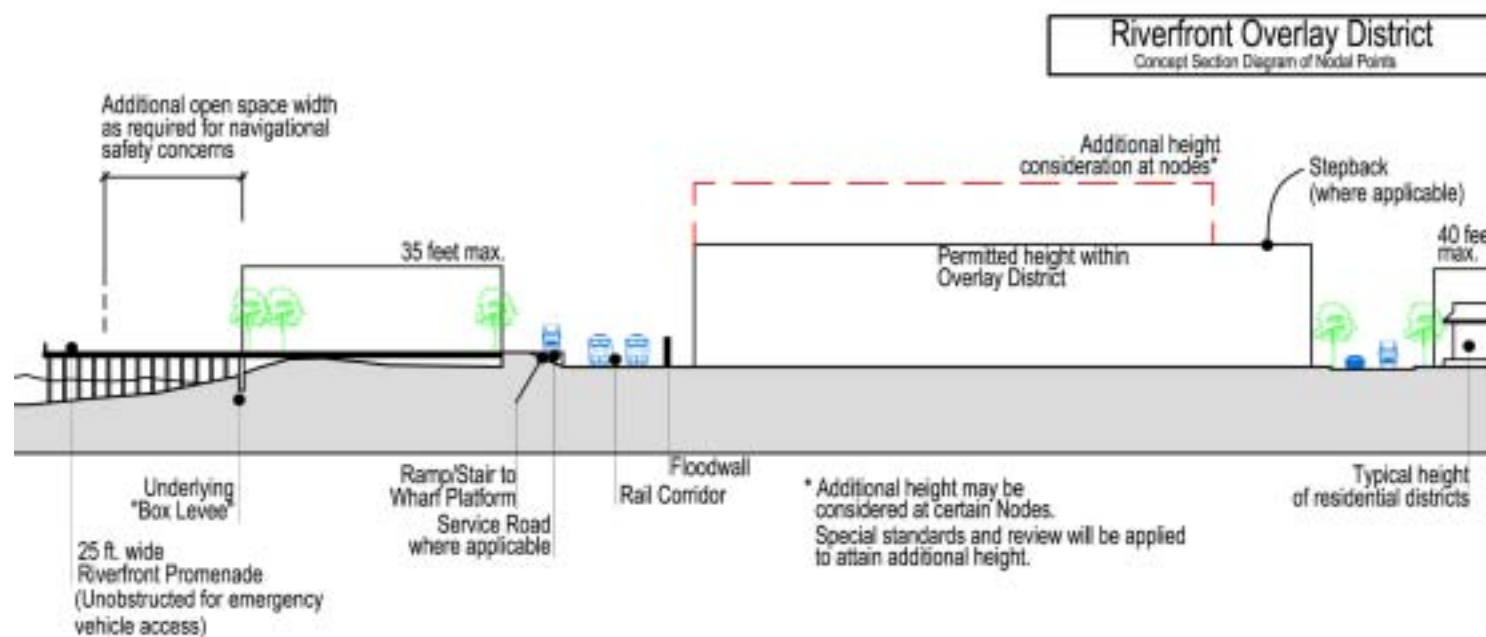 Riverfront Overlay District
Concept Section Diagram of Nodal Points
Additional open space width
as required for navigational
safety concerns
Additional height
consideration at nodes*
Stepback
(where applicable)
35 feet max.
Permitted height within
Overlay District
40 fee
max.
Underlying
"Box Levee"
Ramp/Stair to
Wharf Platform
Service Road
where applicable
Floodwall
Rail Corridor
* Additional height may be
considered at certain Nodes.
Special standards and review will be applied
to attain additional height.
Typical height
of residential districts
25 ft. wide
Riverfront Promenade
(Unobstructed for emergency
vehicle access)